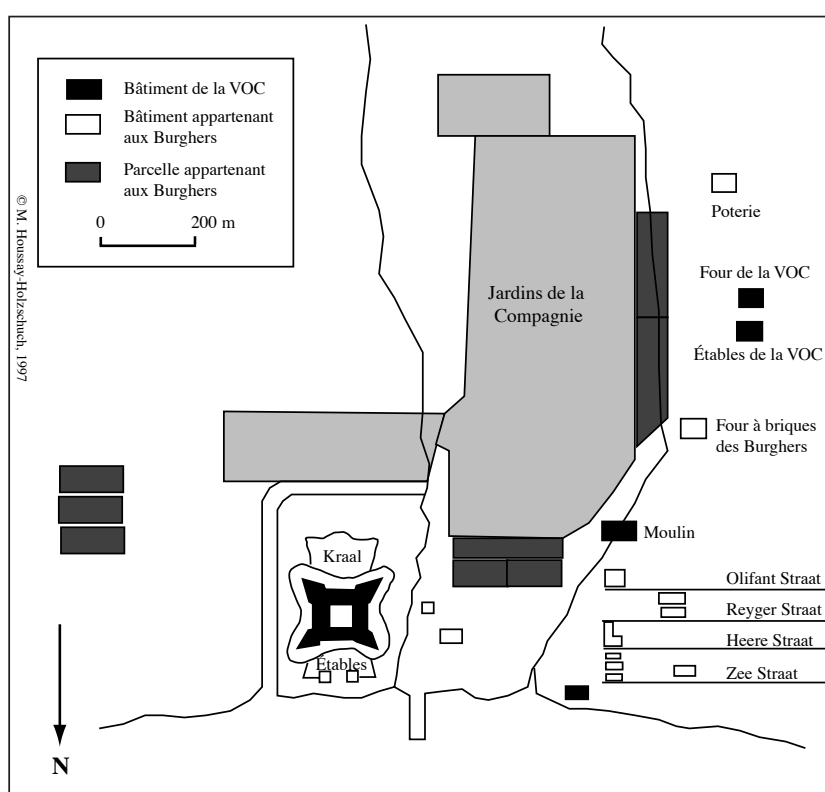 Bâtiment de la VOC
Bâtiment appartenant
aux Burghers
Parcelle appartenant
aux Burghers
0 200 m
© M. Houssay-Holzschuch, 1997
Poterie
Four de la VOC
Jardins de la
Compagnie
Étables de la VOC
Four à briques
des Burghers
Moulin
Kraal
Olifant Straat
Reyger Straat
Heere Straat
Étables
Zee Straat
N